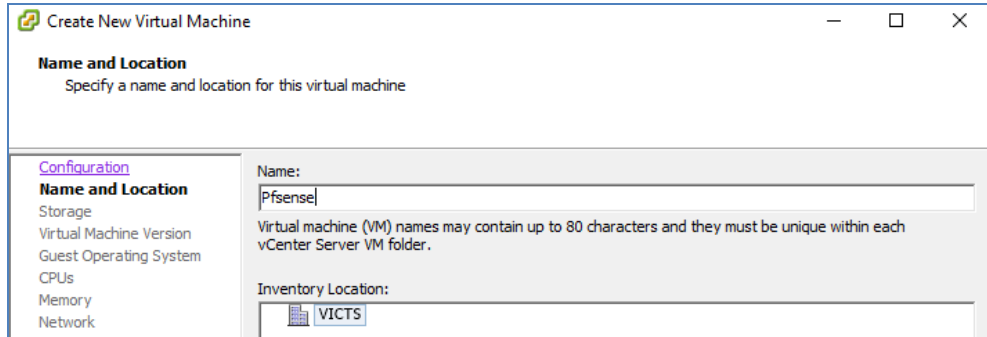 Create New Virtual Machine
Name and Location
Specify a name and location for this virtual machine
Configuration
Name and Location
Storage
Virtual Machine Version
Guest Operating System
CPUs
Memory
Network
Name:
Pfsense
Virtual machine (VM) names may contain up to 80 characters and they must be unique within each
vCenter Server VM folder.
Inventory Location:
VICTS